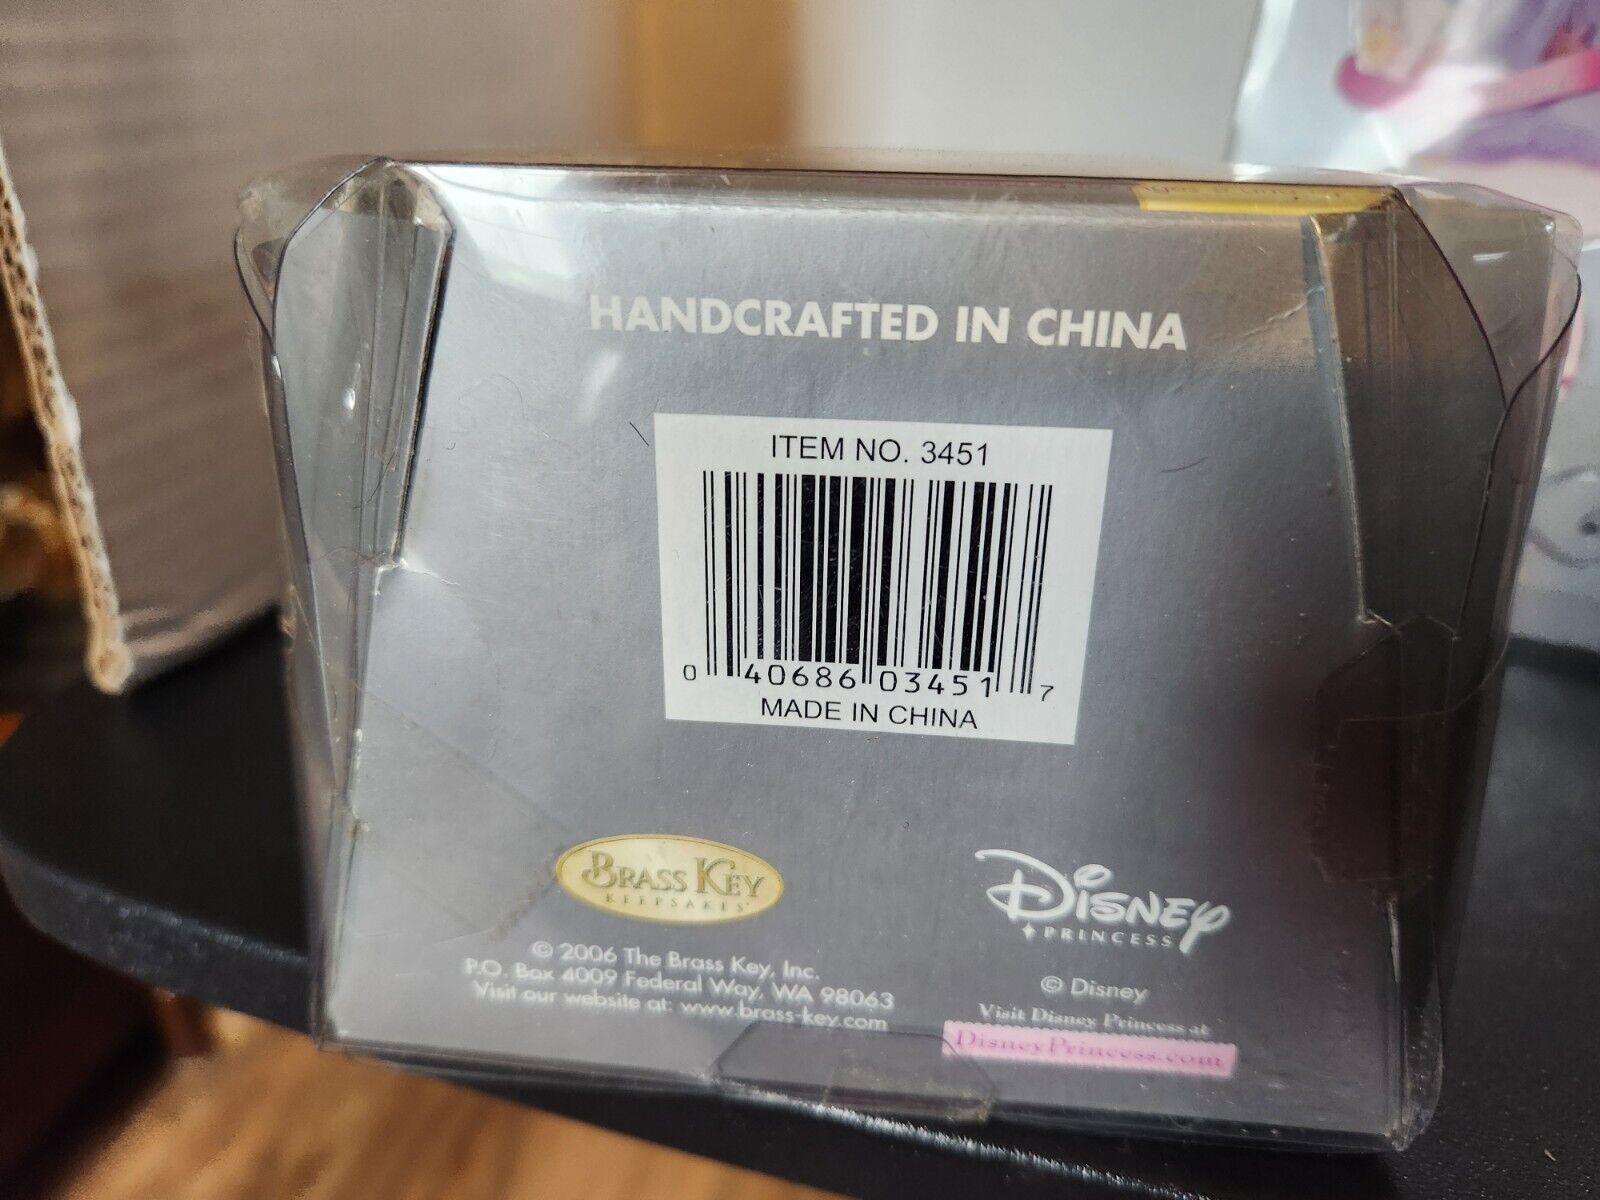 HANDCRAFTED IN CHINA
ITEM NO. 3451
0 40686 03451 7
MADE IN CHINA
BRASS KEY
KEEPSAKES
© 2006 The Brass Key, Inc.
P.O. Box 4009 Federal Way, WA 98063
Visit our website at: www.brass-key.com
Disney
PRINCESS
© Disney
Visit Disney Princess at
DisneyPrincess.com